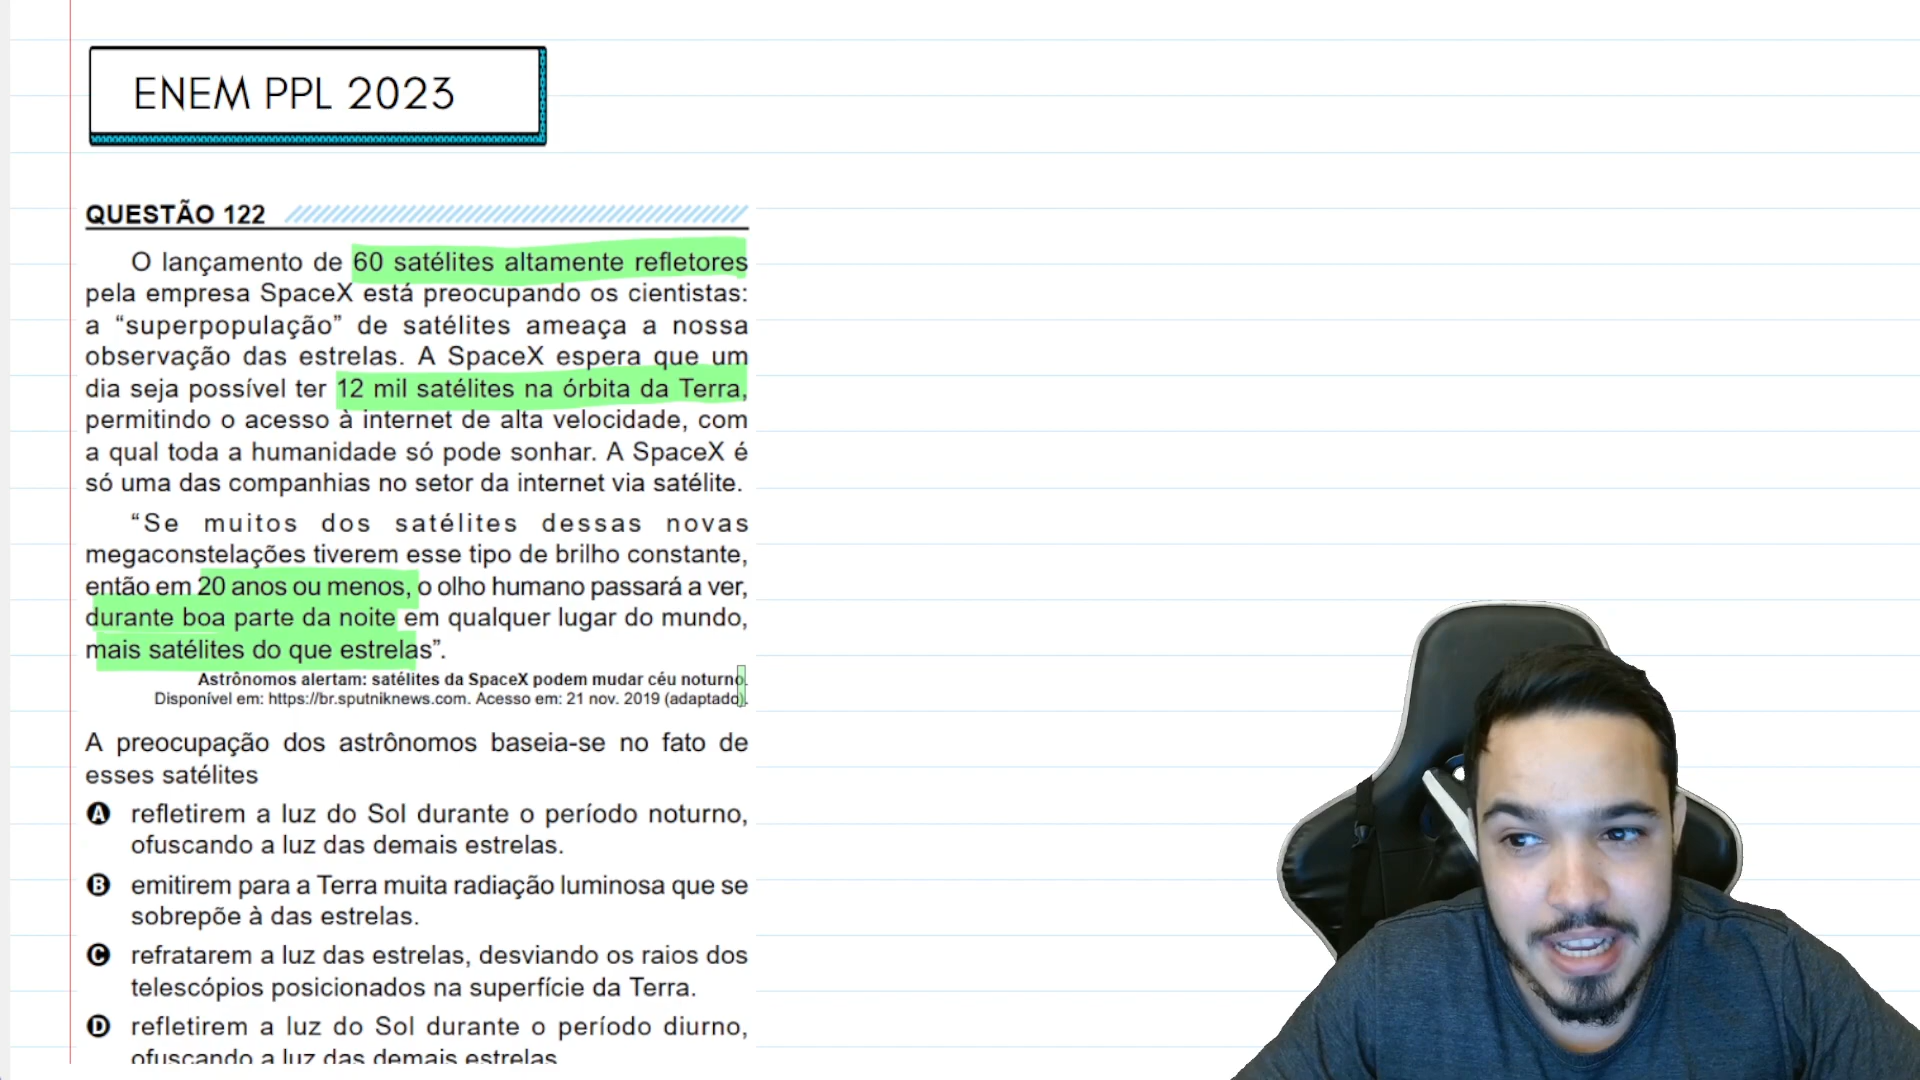 ENEM PPL 2023
QUESTÃO 122
O lançamento de 60 satélites altamente refletores
pela empresa SpaceX está preocupando os cientistas:
a “superpopulação” de satélites ameaça a nossa
observação das estrelas. A SpaceX espera que um
dia seja possível ter 12 mil satélites na órbita da Terra,
permitindo o acesso à internet de alta velocidade, com
a qual toda a humanidade só pode sonhar. A SpaceX é
só uma das companhias no setor da internet via satélite.
“Se muitos dos satélites dessas novas
megaconstelações tiverem esse tipo de brilho constante,
então em 20 anos ou menos, o olho humano passará a ver,
durante boa parte da noite em qualquer lugar do mundo,
mais satélites do que estrelas”.
Astrônomos alertam: satélites da SpaceX podem mudar céu noturno.
Disponível em: https://br.sputniknews.com. Acesso em: 21 nov. 2019 (adaptado).
A preocupação dos astrônomos baseia-se no fato de
esses satélites
A refletirem a luz do Sol durante o período noturno,
ofuscando a luz das demais estrelas.
B emitirem para a Terra muita radiação luminosa que se
sobrepõe à das estrelas.
C refratarem a luz das estrelas, desviando os raios dos
telescópios posicionados na superfície da Terra.
D refletirem a luz do Sol durante o período diurno,
ofuscando a luz das demais estrelas